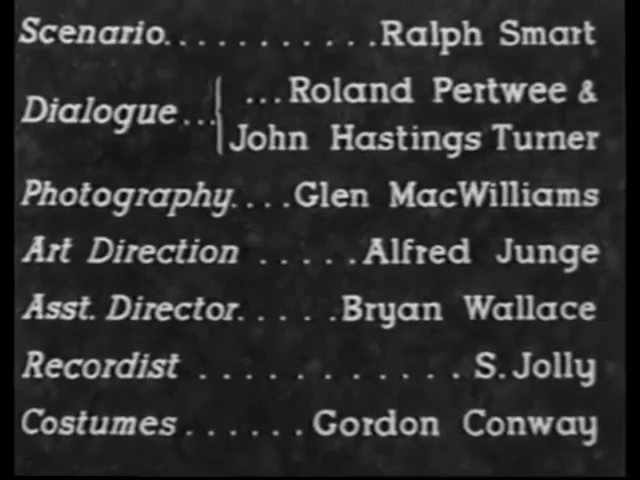 Scenario............Ralph Smart
Dialogue... ...Roland Pertwee &
John Hastings Turner
Photography....Glen MacWilliams
Art Direction .....Alfred Junge
Asst. Director.....Bryan Wallace
Recordist ............S. Jolly
Costumes ......Gordon Conway